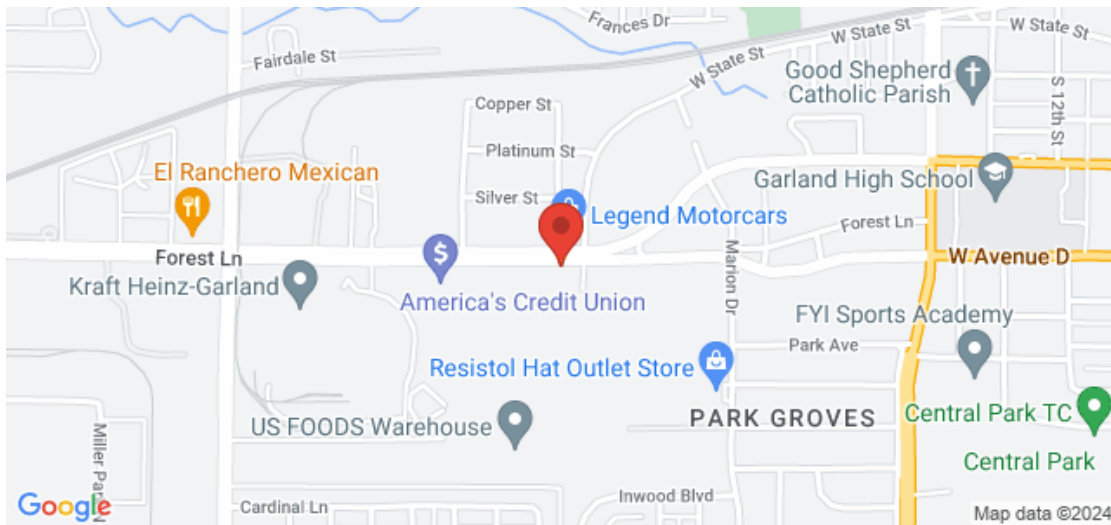 Frances Dr
W State St
W State St
Fairdale St
W State St
Good Shepherd
Catholic Parish
S 12th St
Copper St
Platinum St
El Ranchero Mexican
Silver St
Garland High School
Legend Motorcars
Forest Ln
Forest Ln
Marion Dr
W Avenue D
Kraft Heinz-Garland
America's Credit Union
FYI Sports Academy
Park Ave
Resistol Hat Outlet Store
US FOODS Warehouse
PARK GROVES
Central Park TC
Central Park
Cardinal Ln
Inwood Blvd
Google
Map data ©2024